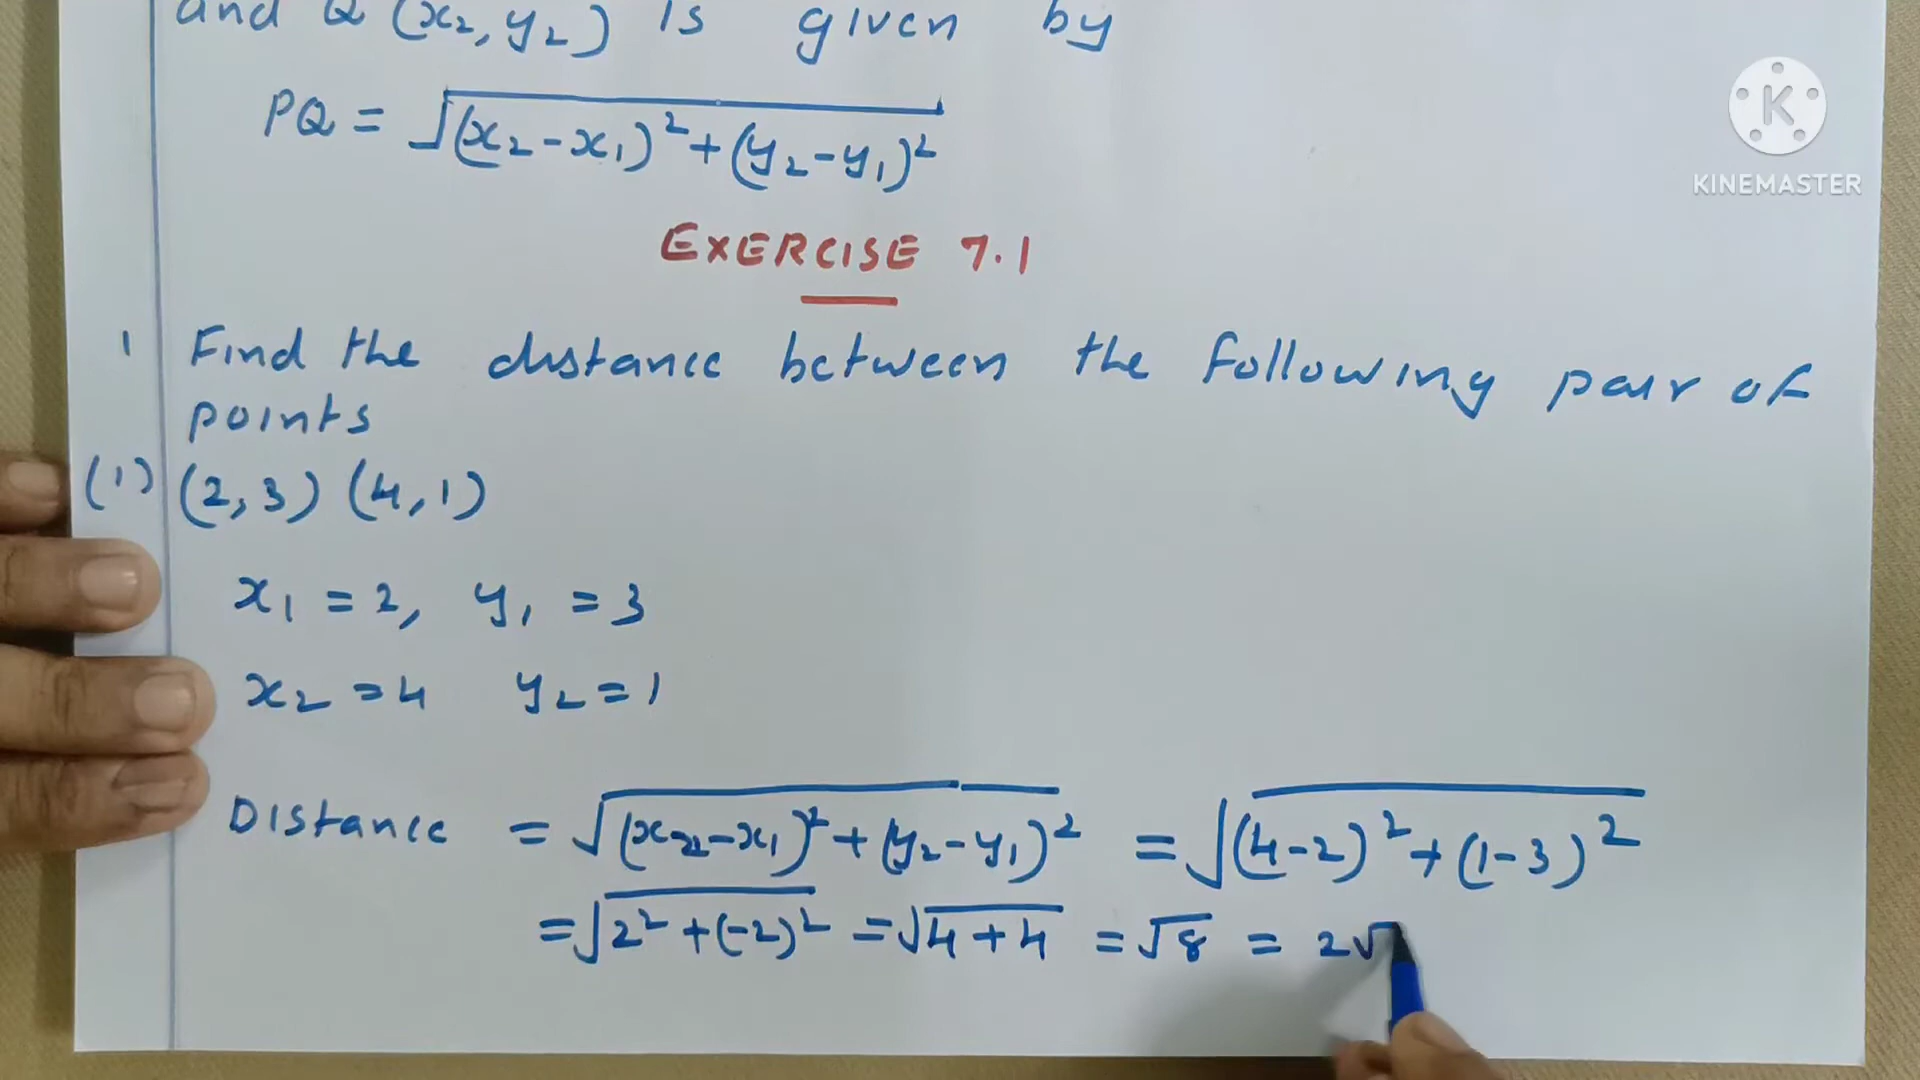 and Q (x₂, y₂) is given by
PQ = √(x₂-x₁)²+(y₂-y₁)²
EXERCISE 7.1
1 Find the distance between the following pair of
points
(1) (2,3) (4,1)
x₁ = 2, y₁ = 3
x₂ = 4 y₂ = 1
Distance = √(x₂-x₁)²+(y₂-y₁)² = √(4-2)²+(1-3)²
= √2²+(-2)² = √4+4 = √8 = 2√
KINEMASTER